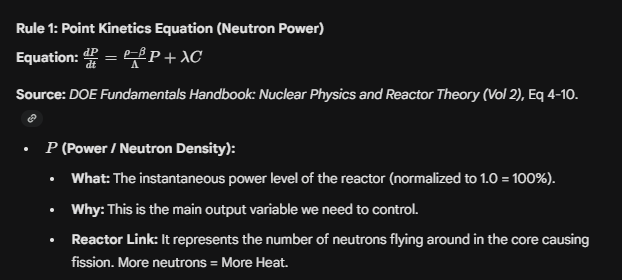 Rule 1: Point Kinetics Equation (Neutron Power)
Equation: dP/dt = (ρ−β)/Λ P + λC
Source: DOE Fundamentals Handbook: Nuclear Physics and Reactor Theory (Vol 2), Eq 4-10.
• P (Power / Neutron Density):
• What: The instantaneous power level of the reactor (normalized to 1.0 = 100%).
• Why: This is the main output variable we need to control.
• Reactor Link: It represents the number of neutrons flying around in the core causing
fission. More neutrons = More Heat.